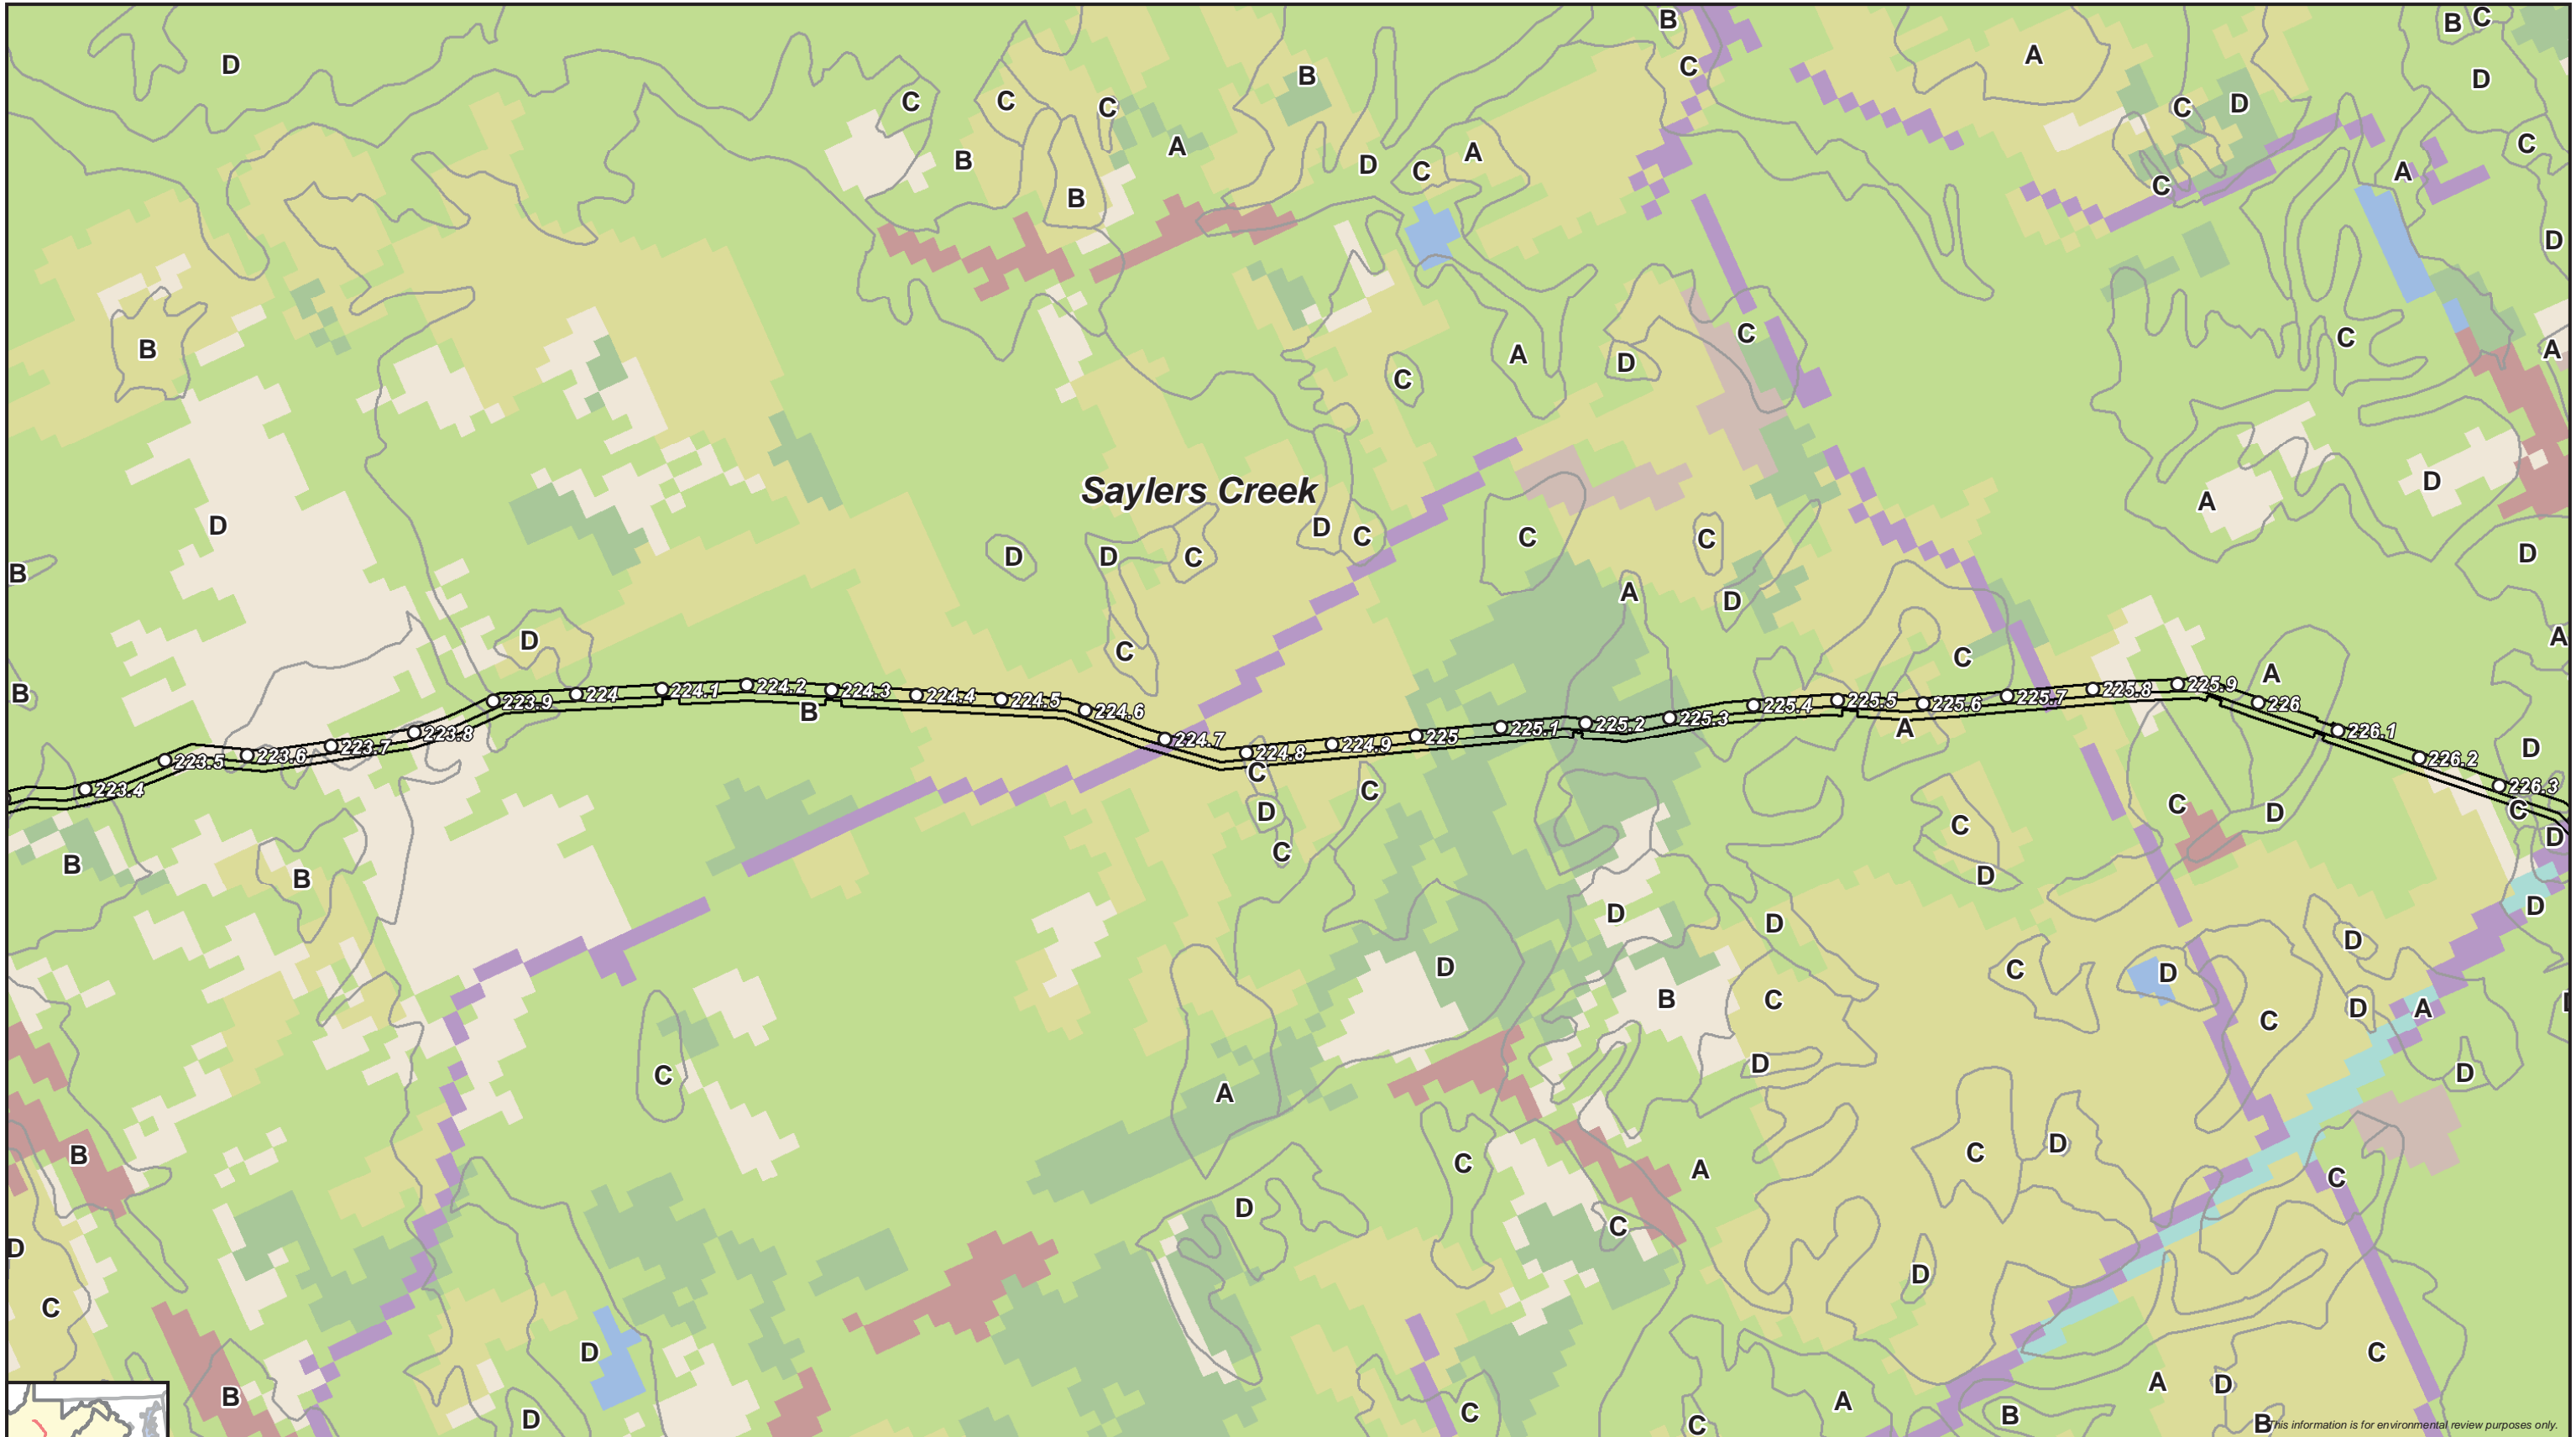 B C
B
D
A
D
C
B
D
C
C
C
C
D
B
A
C
A
B
D
C
A
C
A
B
D
C
C
B
A
D
A
C
D
Saylers Creek
D
A
D
D
C
C
C
D
D
C
D
B
A
D
D
A
C
C
A
B
223.4
223.5
223.6
223.7
223.8
223.9
224
224.1
224.2
224.3
224.4
224.5
224.6
224.7
224.8
224.9
225
225.1
225.2
225.3
225.4
225.5
225.6
225.7
225.8
225.9
226
226.1
226.2
226.3
B
A
D
C
C
C
D
C
D
C
D
B
C
D
B
D
D
D
D
C
D
D
C
B
C
D
A
C
C
D
D
A
B
C
A
D
C
C
D
C
D
D
C
D
C
A
D
B
D
C
C
A
B
B
This information is for environmental review purposes only.